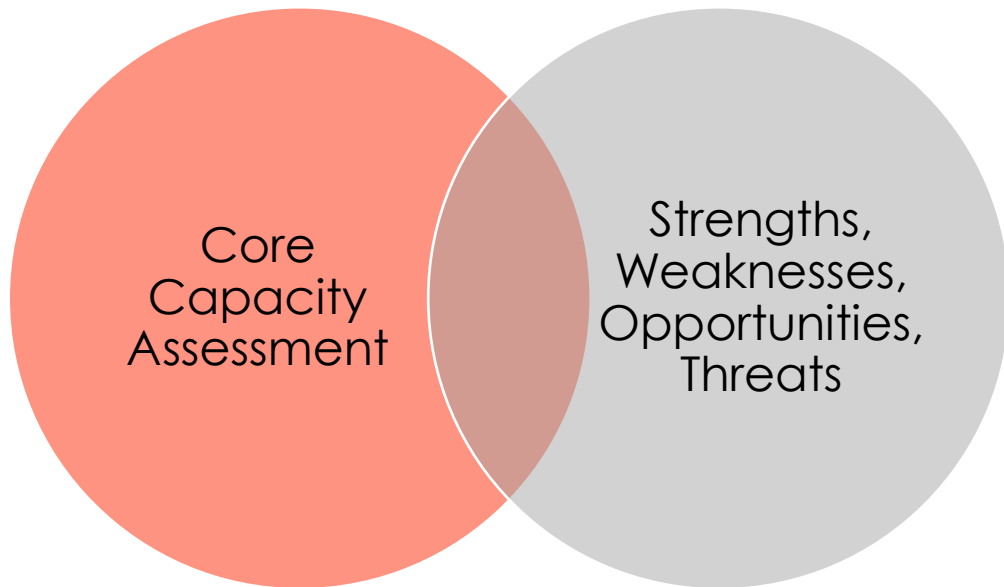 Core
Capacity
Assessment
Strengths,
Weaknesses,
Opportunities,
Threats